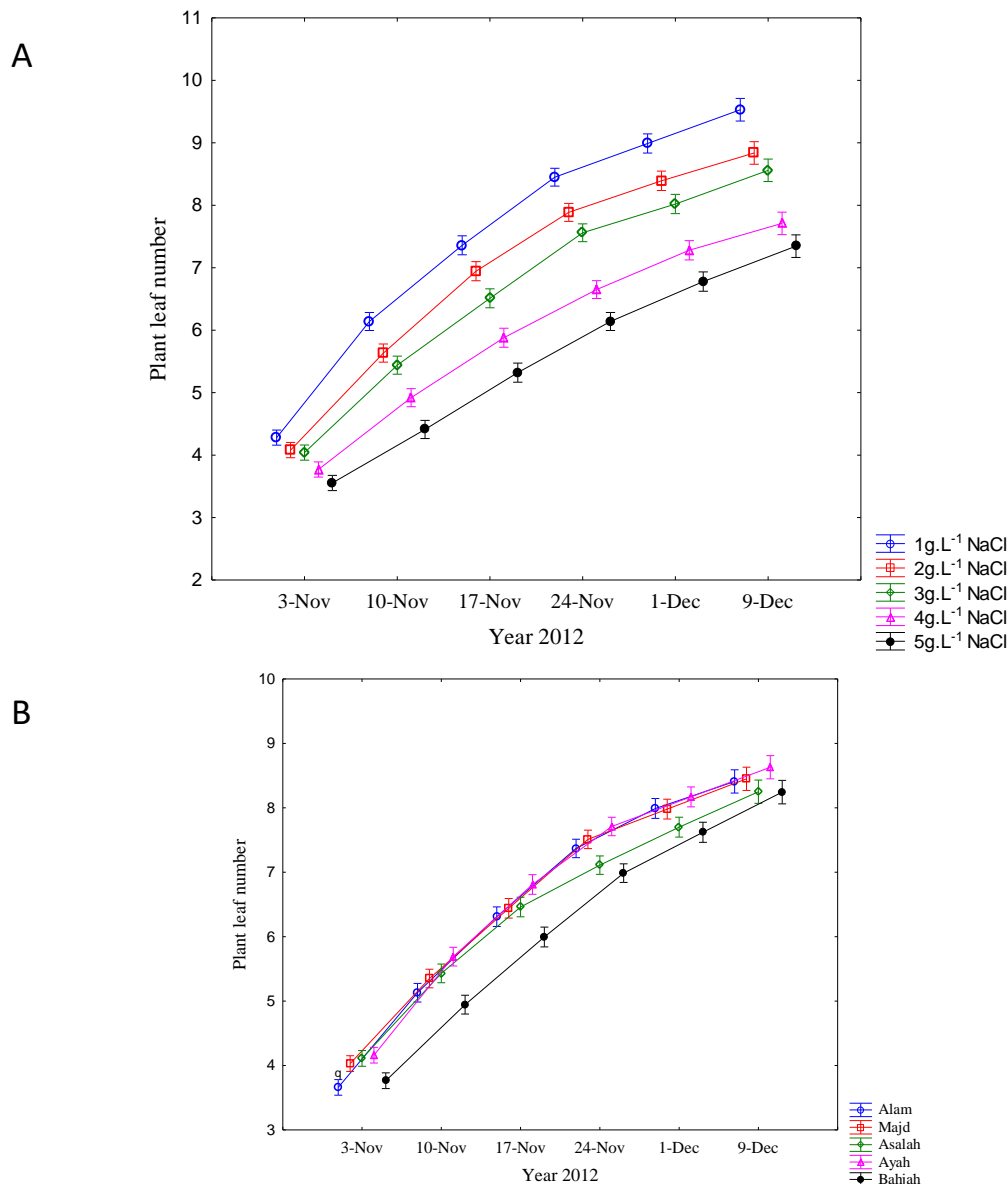 A
11
10
9
8
7
6
5
4
3
2
Plant leaf number
3-Nov 10-Nov 17-Nov 24-Nov 1-Dec 9-Dec
Year 2012
1g.L⁻¹ NaCl
2g.L⁻¹ NaCl
3g.L⁻¹ NaCl
4g.L⁻¹ NaCl
5g.L⁻¹ NaCl
B
10
9
8
7
6
5
4
3
Plant leaf number
g
3-Nov 10-Nov 17-Nov 24-Nov 1-Dec 9-Dec
Year 2012
Alam
Majd
Asalah
Ayah
Bahiah